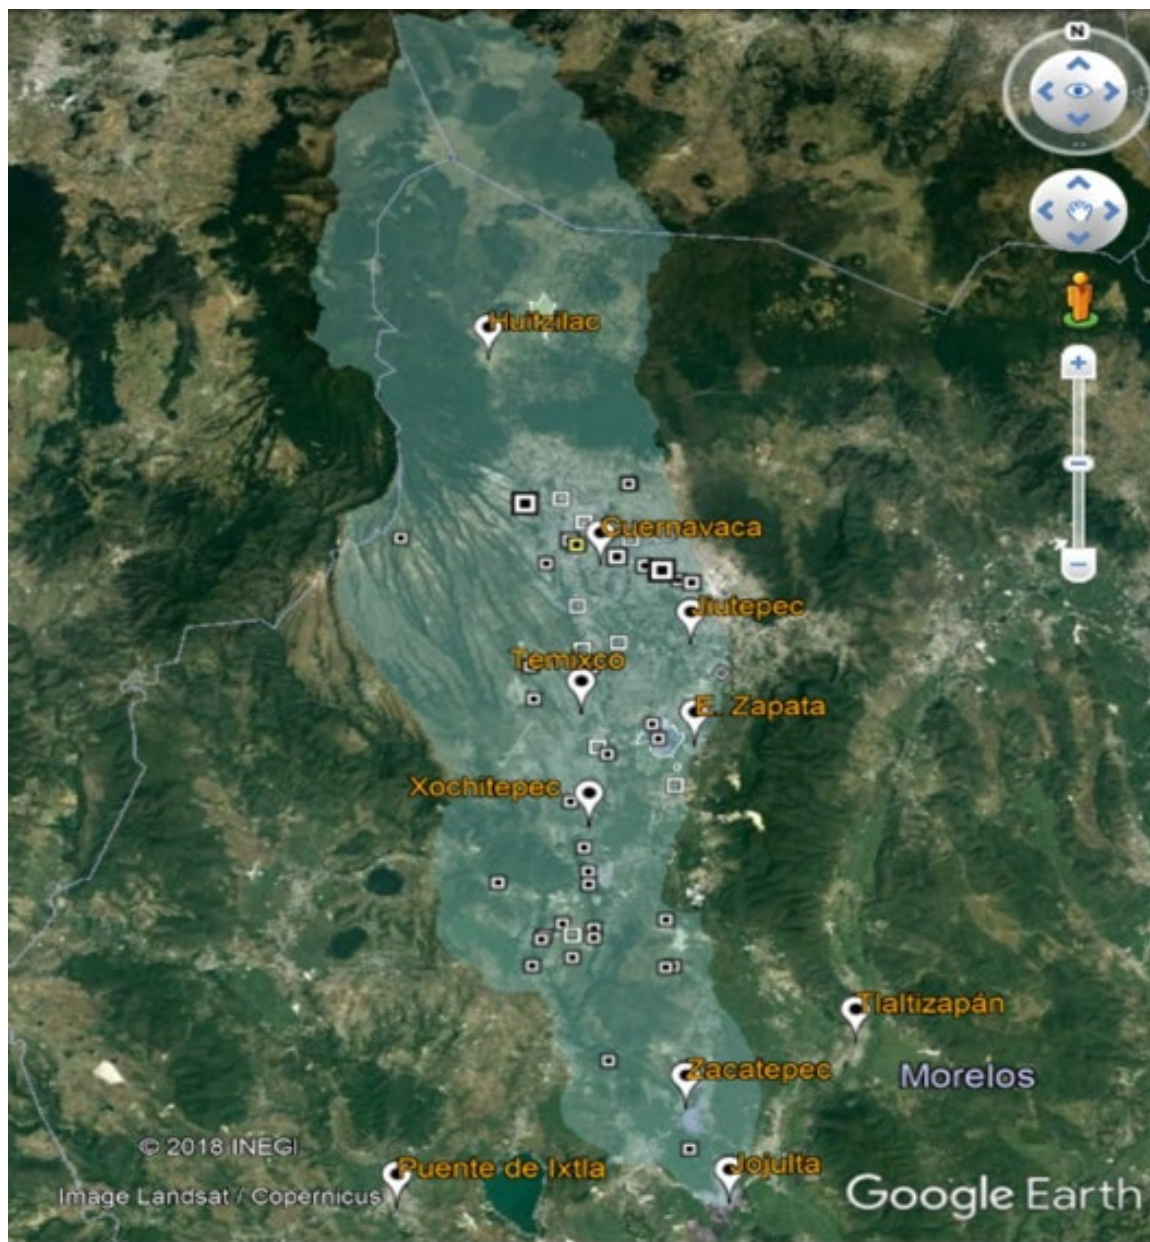 N
Huitzilac
Cuernavaca
Jiutepec
Temixco
E. Zapata
Xochitepec
Tlaltizapán
Zacatepec
Morelos
© 2018 INEGI
Puente de Ixtla
Jojulta
Image Landsat / Copernicus
Google Earth